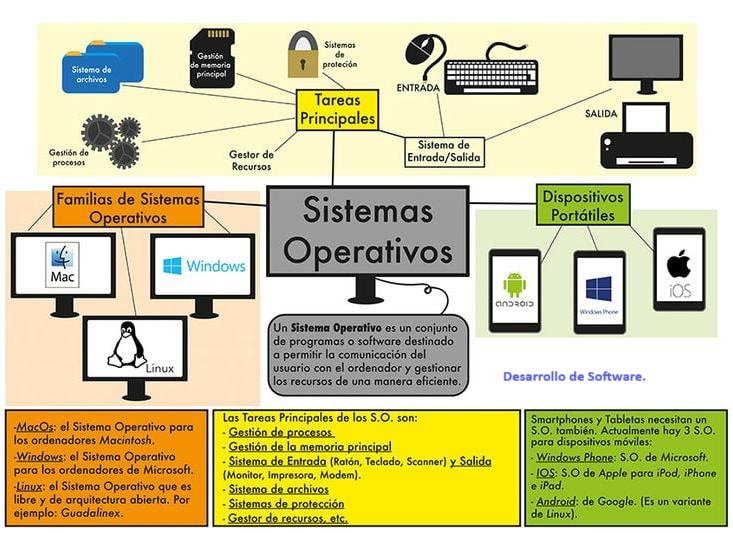 Sistema de
archivos
Gestión
de memoria
principal
Sistemas
de
proteción
ENTRADA
SALIDA
Tareas
Principales
Gestión de
procesos
Gestor de
Recursos
Sistema de
Entrada/Salida
Familias de Sistemas
Operativos
Sistemas
Operativos
Dispositivos
Portátiles
Mac
Windows
Linux
ANDROID
Windows Phone
iOS
Un Sistema Operativo es un conjunto
de programas o software destinado
a permitir la comunicación del
usuario con el ordenador y gestionar
los recursos de una manera eficiente.
Desarrollo de Software.
-MacOs: el Sistema Operativo para
los ordenadores Macintosh.
-Windows: el Sistema Operativo
para los ordenadores de Microsoft.
-Linux: el Sistema Operativo que es
libre y de arquitectura abierta. Por
ejemplo: Guadalinex.
Las Tareas Principales de los S.O. son:
- Gestión de procesos
- Gestión de la memoria principal
- Sistema de Entrada (Ratón, Teclado, Scanner) y Salida
(Monitor, Impresora, Modem).
- Sistema de archivos
- Sistemas de protección
- Gestor de recursos, etc.
Smartphones y Tabletas necesitan un
S.O. también. Actualmente hay 3 S.O.
para dispositivos móviles:
- Windows Phone: S.O. de Microsoft.
- IOS: S.O de Apple para iPod, iPhone
e iPad.
- Android: de Google. (Es un variante
de Linux).